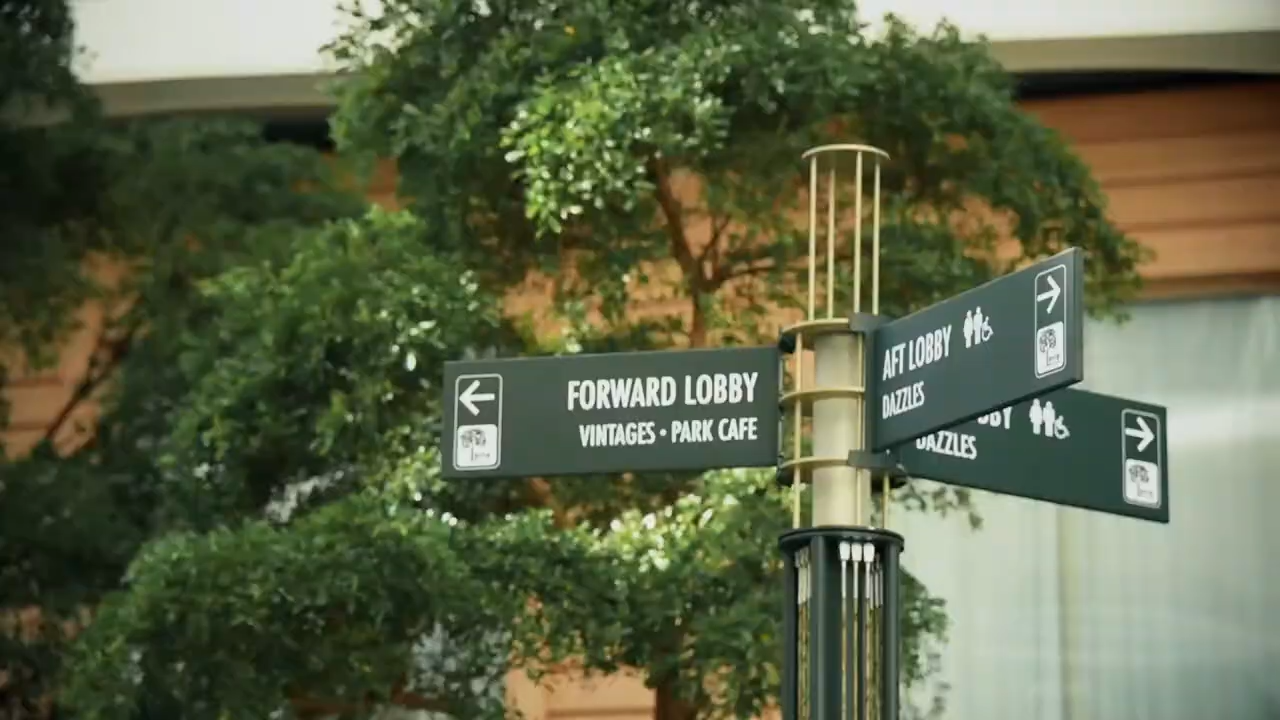 FORWARD LOBBY
VINTAGES • PARK CAFE
AFT LOBBY
DAZZLES
DAZZLES